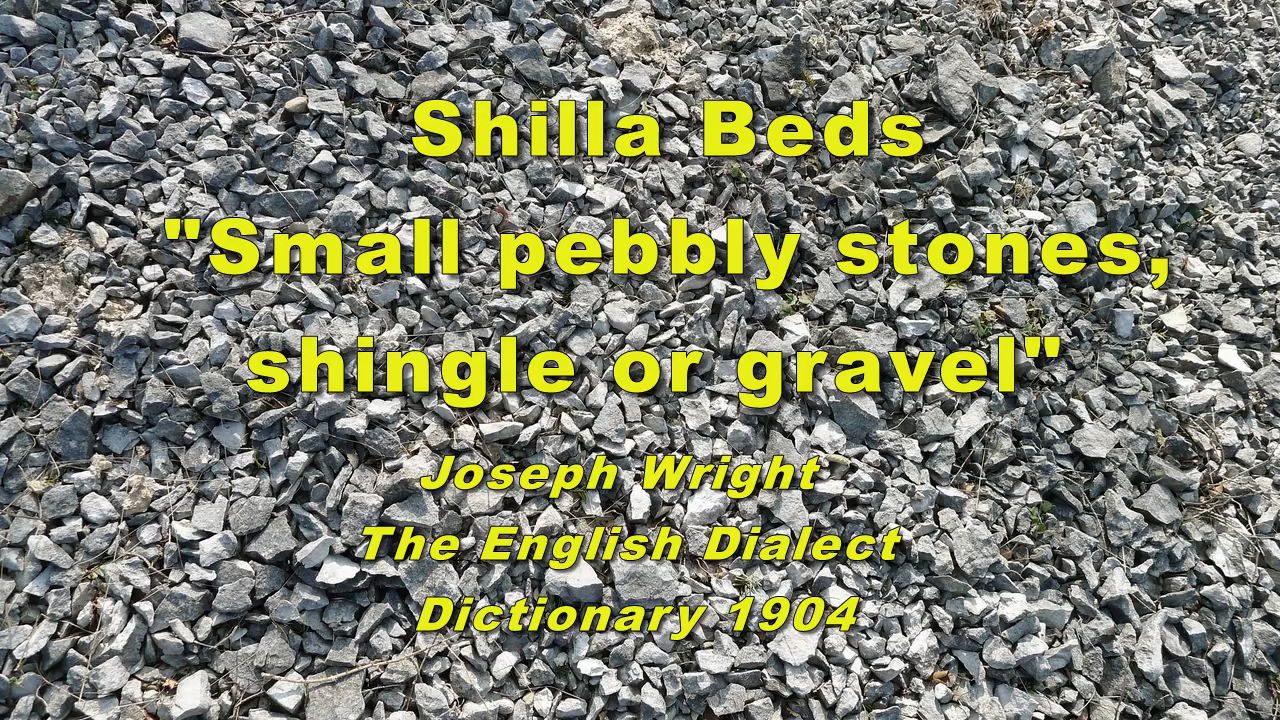 Shilla Beds
"Small pebbly stones,
shingle or gravel"
Joseph Wright
The English Dialect
Dictionary 1904